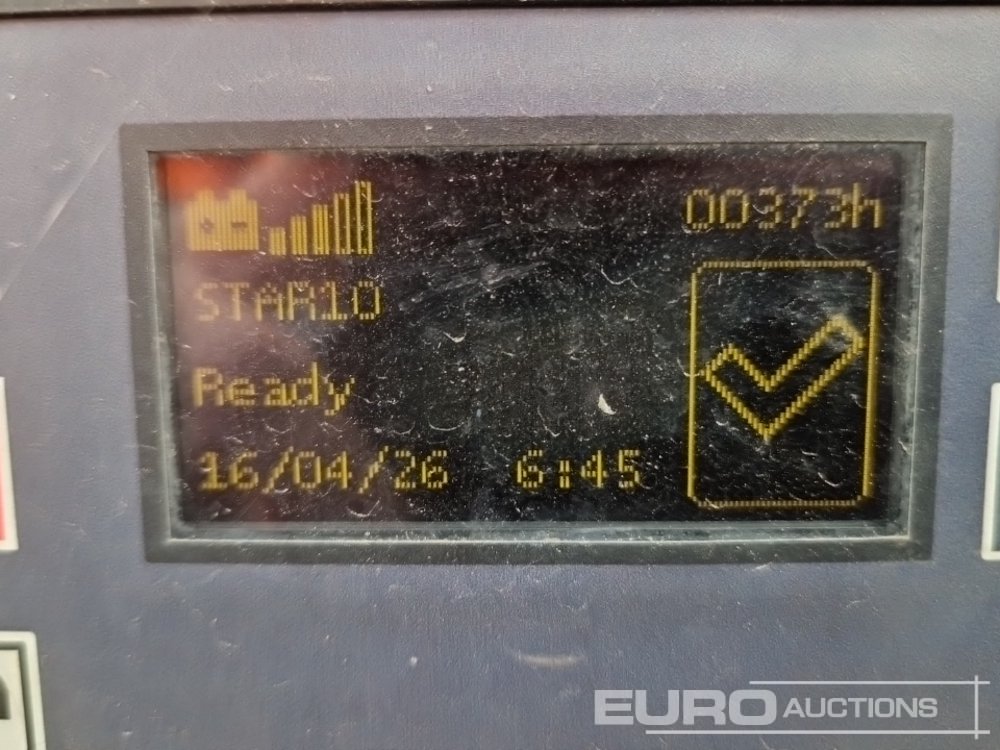 00373h
STAR10
Ready
16/04/26 6:45
EURO AUCTIONS